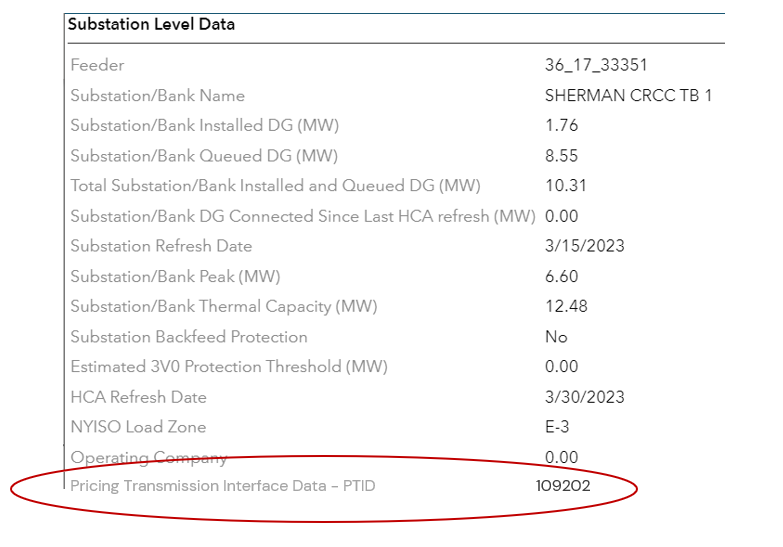 Substation Level Data
Feeder 36_17_33351
Substation/Bank Name SHERMAN CRCC TB 1
Substation/Bank Installed DG (MW) 1.76
Substation/Bank Queued DG (MW) 8.55
Total Substation/Bank Installed and Queued DG (MW) 10.31
Substation/Bank DG Connected Since Last HCA refresh (MW) 0.00
Substation Refresh Date 3/15/2023
Substation/Bank Peak (MW) 6.60
Substation/Bank Thermal Capacity (MW) 12.48
Substation Backfeed Protection No
Estimated 3V0 Protection Threshold (MW) 0.00
HCA Refresh Date 3/30/2023
NYISO Load Zone E-3
Operating Company 0.00
Pricing Transmission Interface Data – PTID 109202